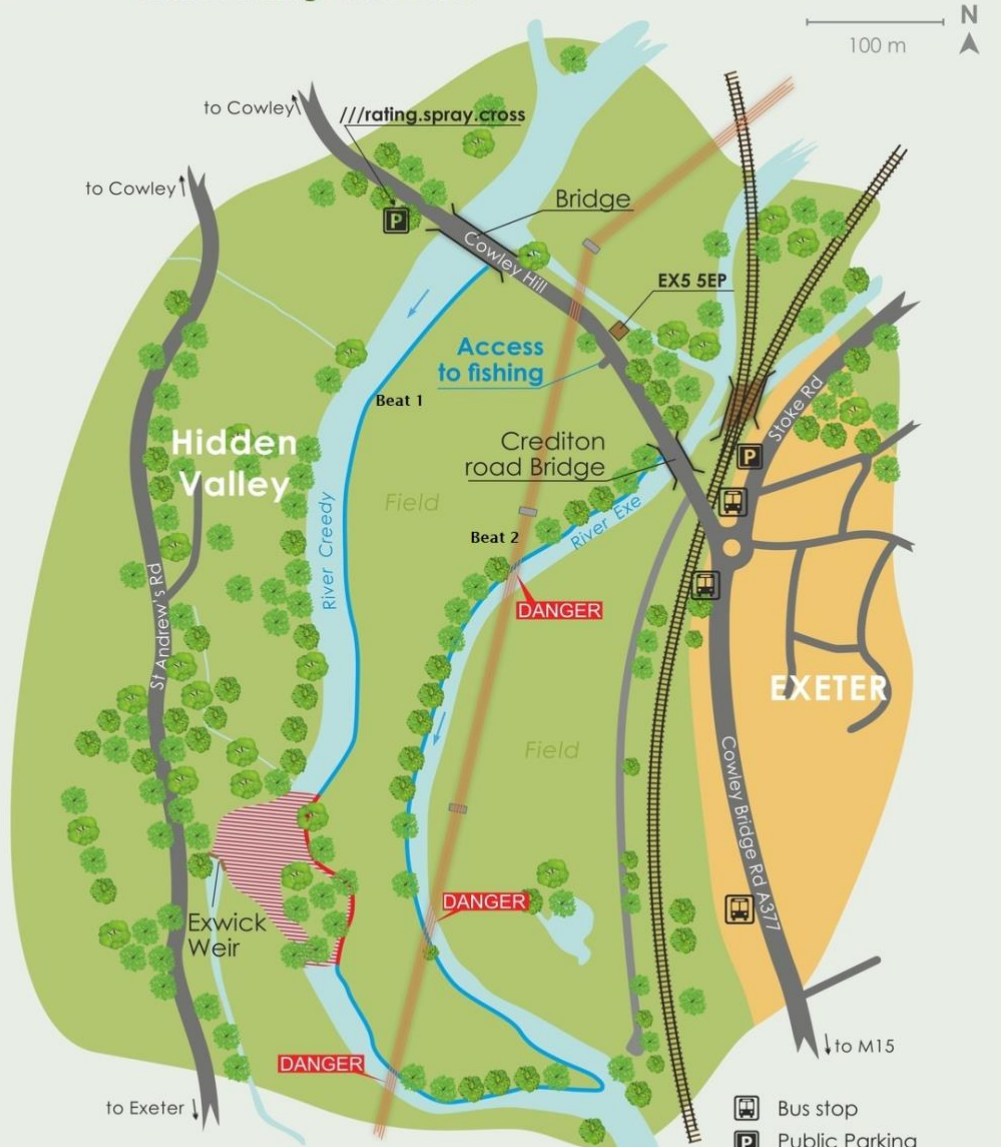 N
100 m
to Cowley
///rating.spray.cross
to Cowley
Bridge
Cowley Hill
EX5 5EP
Access
to fishing
Beat 1
Stoke Rd
Hidden
Valley
Crediton
road Bridge
Field
River Creedy
River Exe
Beat 2
DANGER
St Andrew's Rd
EXETER
Field
Cowley Bridge Rd A377
DANGER
Exwick
Weir
to M15
DANGER
to Exeter
Bus stop
P Public Parking
P
P